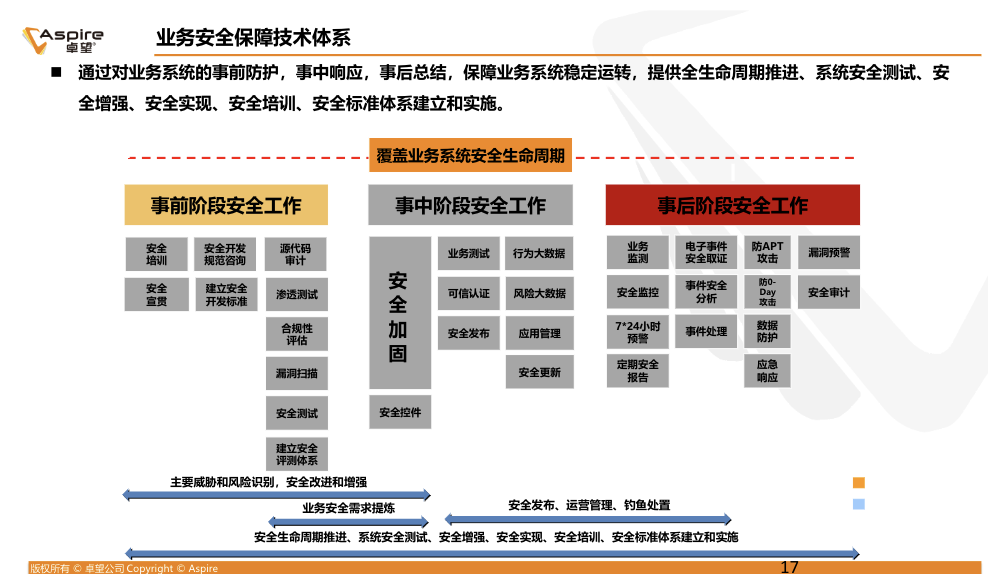 Aspire
卓望®
业务安全保障技术体系
■ 通过对业务系统的事前防护，事中响应，事后总结，保障业务系统稳定运转，提供全生命周期推进、系统安全测试、安
全增强、安全实现、安全培训、安全标准体系建立和实施。
覆盖业务系统安全生命周期
事前阶段安全工作
安全
培训
安全开发
规范咨询
源代码
审计
安全
宣贯
建立安全
开发标准
渗透测试
合规性
评估
漏洞扫描
安全测试
建立安全
评测体系
事中阶段安全工作
安
全
加
固
业务测试
行为大数据
可信认证
风险大数据
安全发布
应用管理
安全更新
安全控件
事后阶段安全工作
业务
监测
电子事件
安全取证
防APT
攻击
漏洞预警
安全监控
事件安全
分析
防0-
Day
攻击
安全审计
7*24小时
预警
事件处理
数据
防护
定期安全
报告
应急
响应
主要威胁和风险识别，安全改进和增强
业务安全需求提炼
安全发布、运营管理、钓鱼处置
安全生命周期推进、系统安全测试、安全增强、安全实现、安全培训、安全标准体系建立和实施
版权所有 © 卓望公司 Copyright © Aspire
17